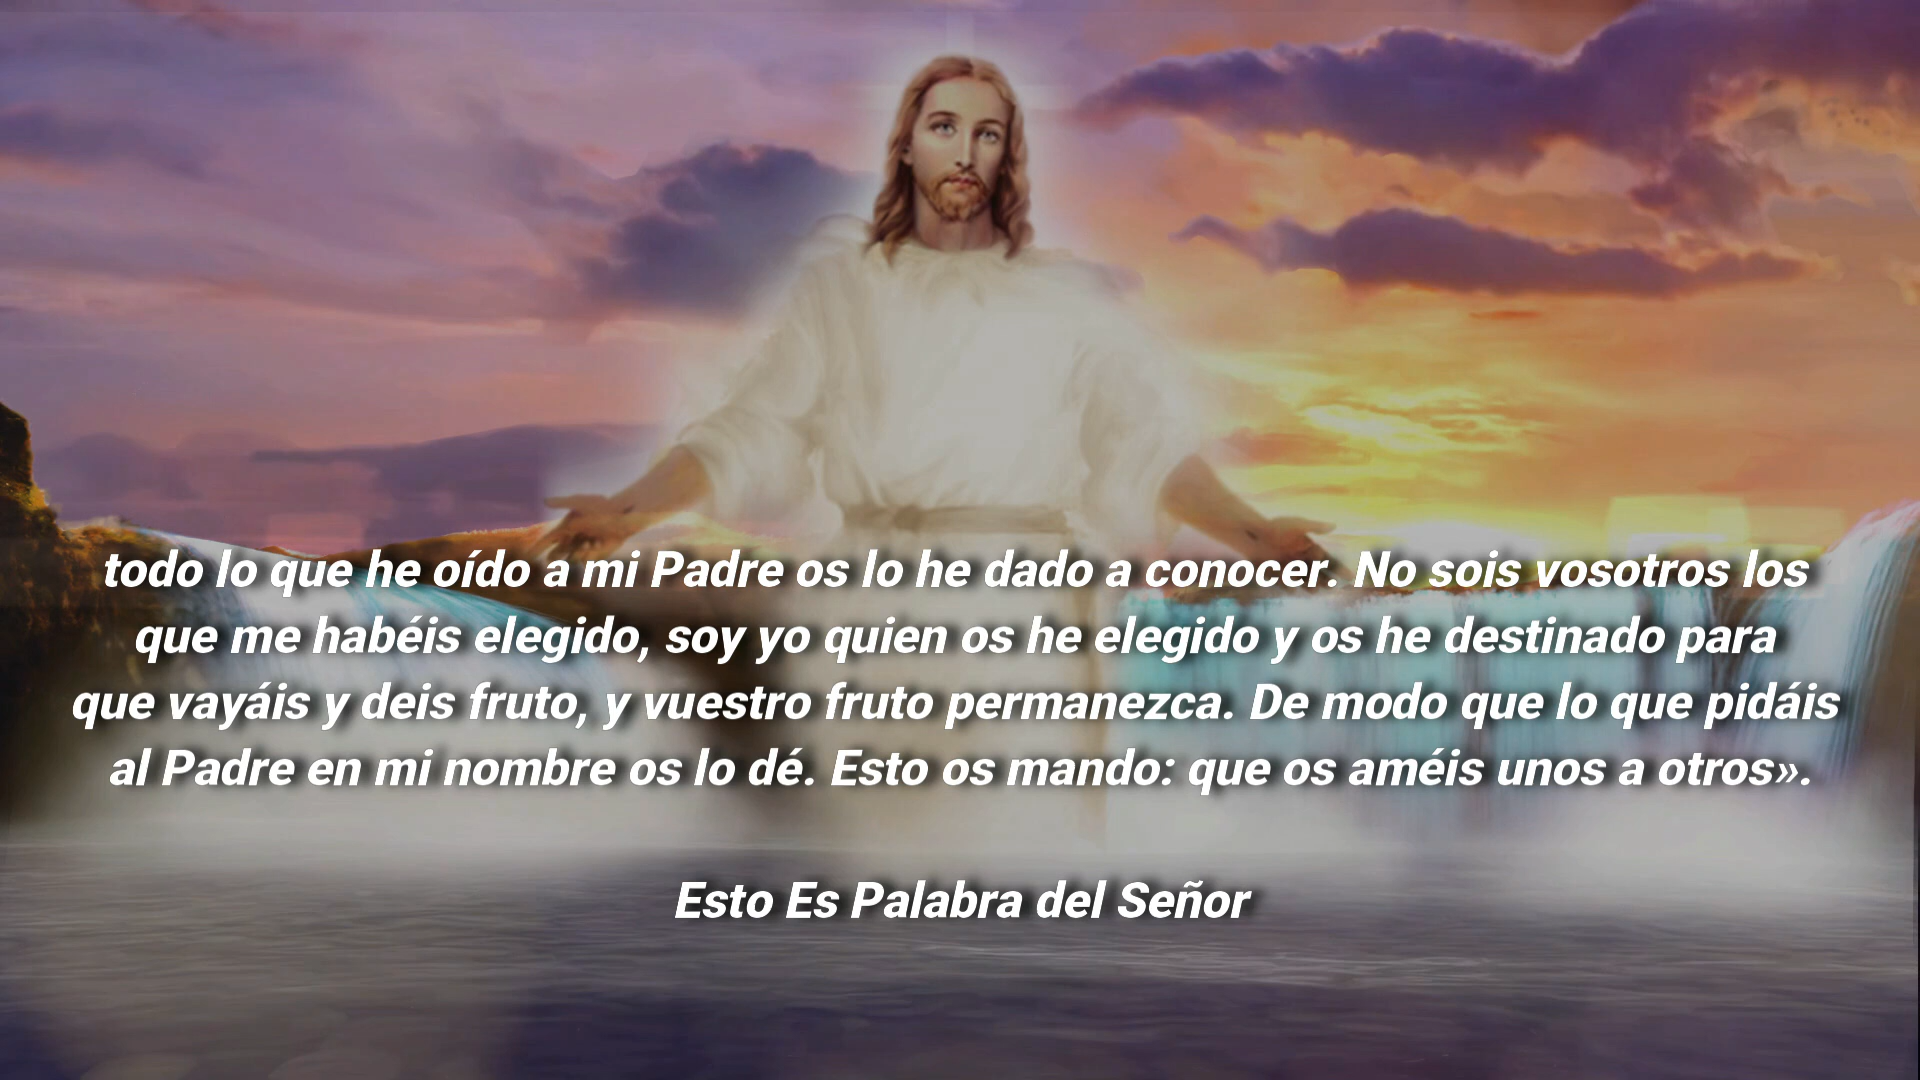 todo lo que he oído a mi Padre os lo he dado a conocer. No sois vosotros los
que me habéis elegido, soy yo quien os he elegido y os he destinado para
que vayáis y deis fruto, y vuestro fruto permanezca. De modo que lo que pidáis
al Padre en mi nombre os lo dé. Esto os mando: que os améis unos a otros».
Esto Es Palabra del Señor